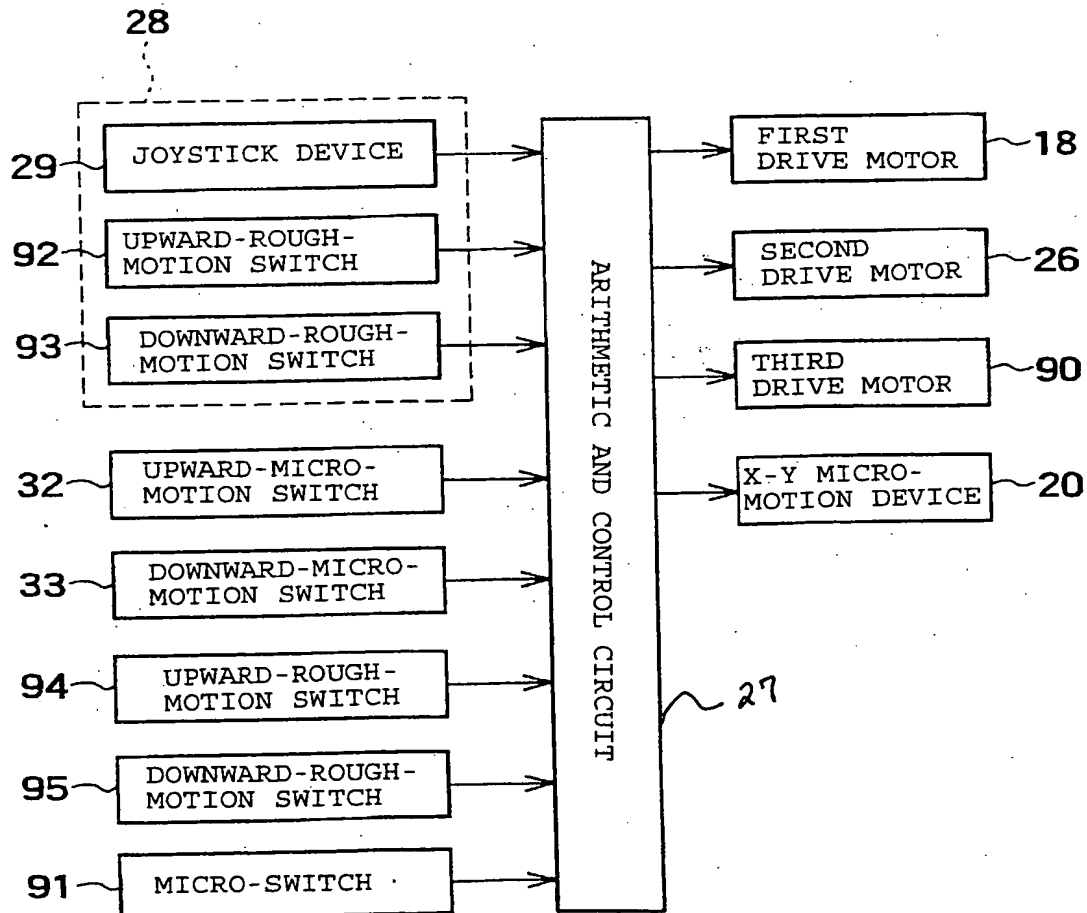 28
29
JOYSTICK DEVICE
92
UPWARD-ROUGH-
MOTION SWITCH
93
DOWNWARD-ROUGH-
MOTION SWITCH
32
UPWARD-MICRO-
MOTION SWITCH
33
DOWNWARD-MICRO-
MOTION SWITCH
94
UPWARD-ROUGH-
MOTION SWITCH
95
DOWNWARD-ROUGH-
MOTION SWITCH
91
MICRO-SWITCH
ARITHMETIC AND CONTROL CIRCUIT
27
FIRST
DRIVE MOTOR
18
SECOND
DRIVE MOTOR
26
THIRD
DRIVE MOTOR
90
X-Y MICRO-
MOTION DEVICE
20